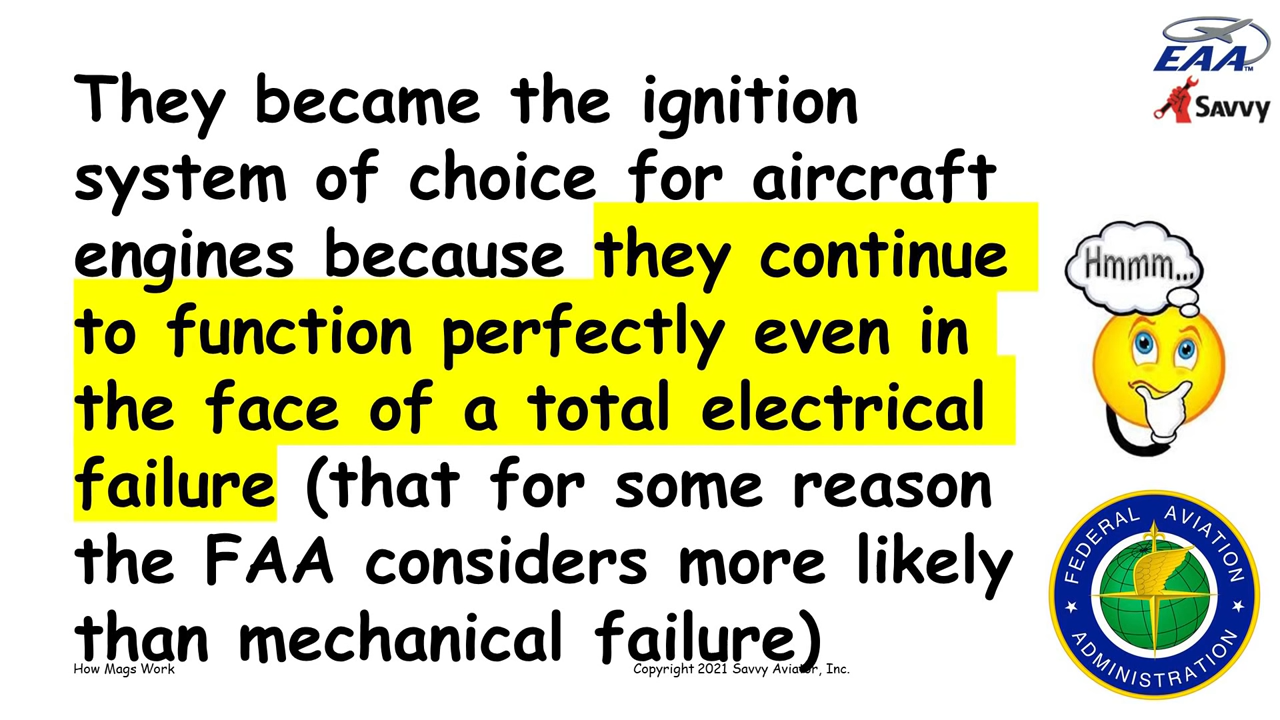 EAA
SAVVY
They became the ignition
system of choice for aircraft
engines because they continue
to function perfectly even in
the face of a total electrical
failure (that for some reason
the FAA considers more likely
than mechanical failure)
Hmmm...
FEDERAL AVIATION
ADMINISTRATION
How Mags Work
Copyright 2021 Savvy Aviator, Inc.